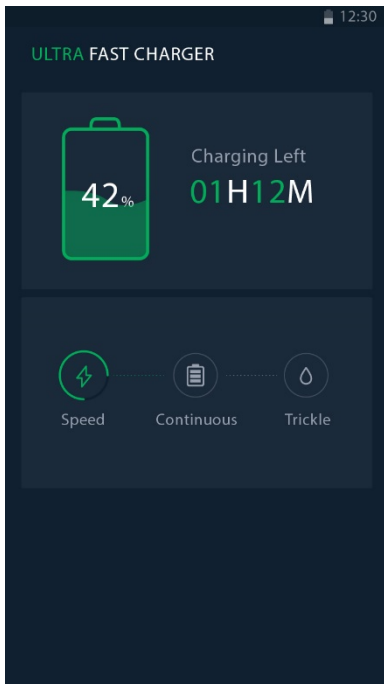 12:30
ULTRA FAST CHARGER
Charging Left
42%
01H12M
Speed Continuous Trickle